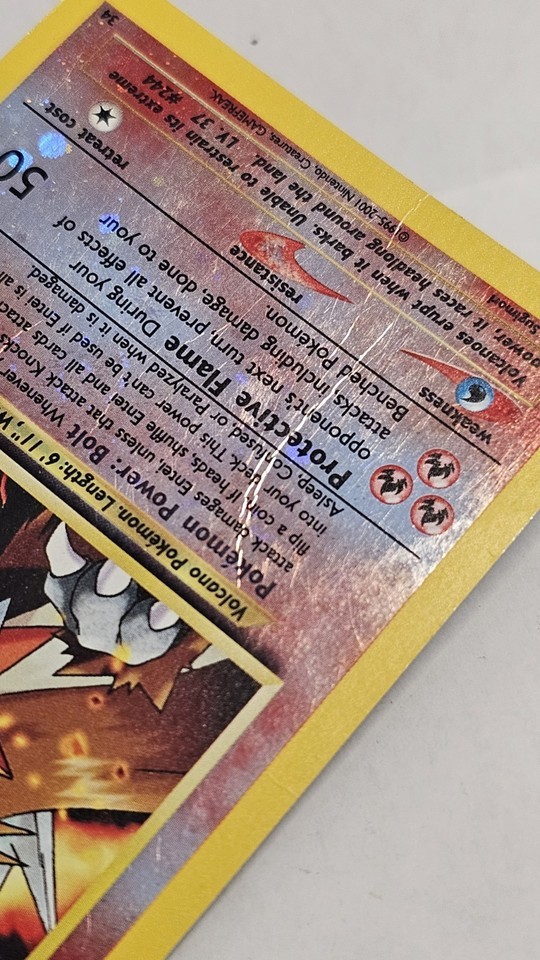 Volcano Pokémon. Length: 6' 11", W
Pokémon Power: Bolt Whenever
attack damages Entei, unless that attack Knocks
flip a coin. If heads, shuffle Entei and all cards attac
into your deck. This power can be used if Entei is alr
Asleep, Confused, or Paralyzed when it is damaged
Protective Flame During your
opponent's next turn, prevent all effects of
attacks, including damage, done to your
Benched Pokémon.
50
weakness
resistance
retreat cost
Volcanoes erupt when it barks. Unable to restrain its extreme
power, it races headlong around the land. LV. 37 #244
Sugimori
©1995-2001 Nintendo, Creatures, GAMEFREAK.
34